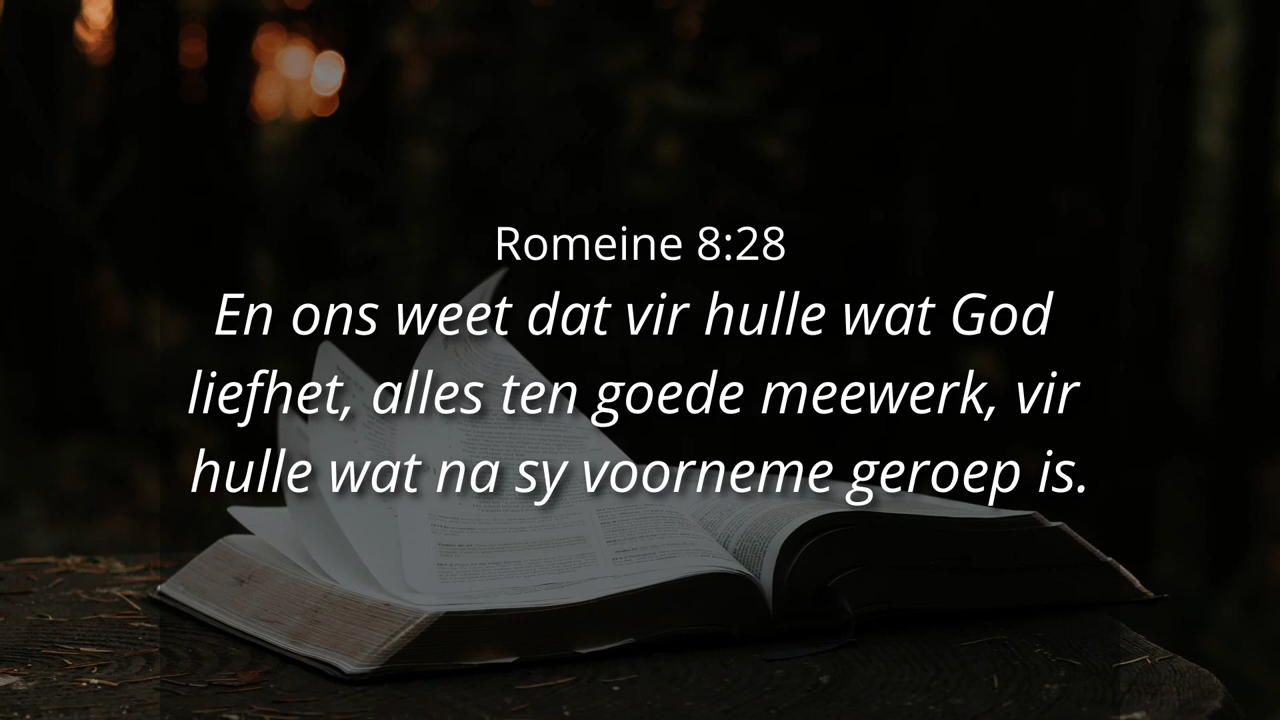 Romeine 8:28
En ons weet dat vir hulle wat God
liefhet, alles ten goede meewerk, vir
hulle wat na sy voorneme geroep is.